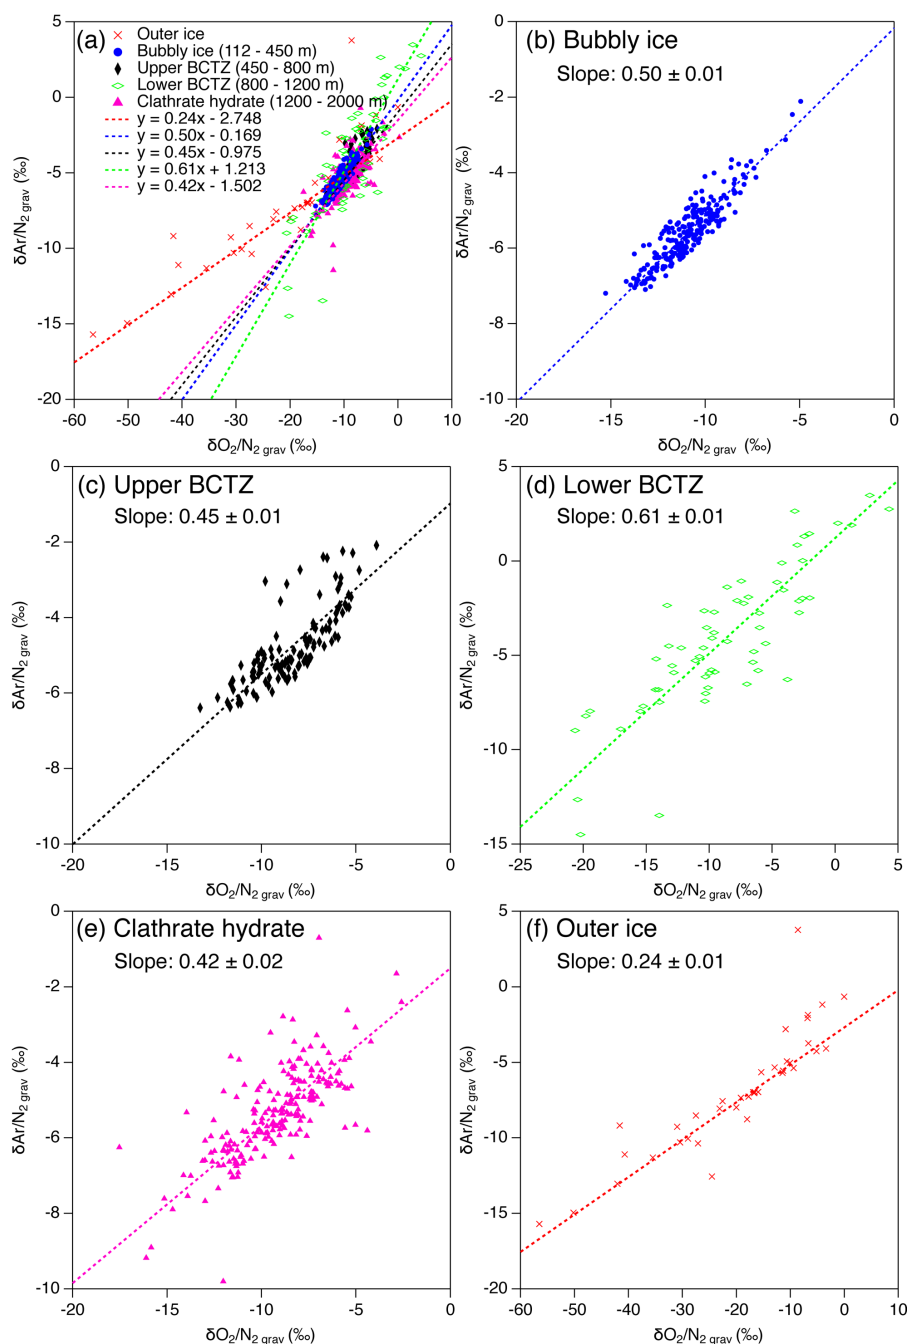 (a)
Outer ice
Bubbly ice (112 - 450 m)
Upper BCTZ (450 - 800 m)
Lower BCTZ (800 - 1200 m)
Clathrate hydrate (1200 - 2000 m)
y = 0.24x - 2.748
y = 0.50x - 0.169
y = 0.45x - 0.975
y = 0.61x + 1.213
y = 0.42x - 1.502
5
0
-5
-10
-15
-20
δAr/N2 grav (‰)
-60 -50 -40 -30 -20 -10 0 10
δO2/N2 grav (‰)
(b) Bubbly ice
Slope: 0.50 ± 0.01
0
-2
-4
-6
-8
-10
δAr/N2 grav (‰)
-20 -15 -10 -5 0
δO2/N2 grav (‰)
(c) Upper BCTZ
Slope: 0.45 ± 0.01
0
-2
-4
-6
-8
-10
δAr/N2 grav (‰)
-20 -15 -10 -5 0
δO2/N2 grav (‰)
(d) Lower BCTZ
Slope: 0.61 ± 0.01
5
0
-5
-10
-15
δAr/N2 grav (‰)
-25 -20 -15 -10 -5 0 5
δO2/N2 grav (‰)
(e) Clathrate hydrate
Slope: 0.42 ± 0.02
0
-2
-4
-6
-8
-10
δAr/N2 grav (‰)
-20 -15 -10 -5 0
δO2/N2 grav (‰)
(f) Outer ice
Slope: 0.24 ± 0.01
5
0
-5
-10
-15
-20
δAr/N2 grav (‰)
-60 -50 -40 -30 -20 -10 0 10
δO2/N2 grav (‰)